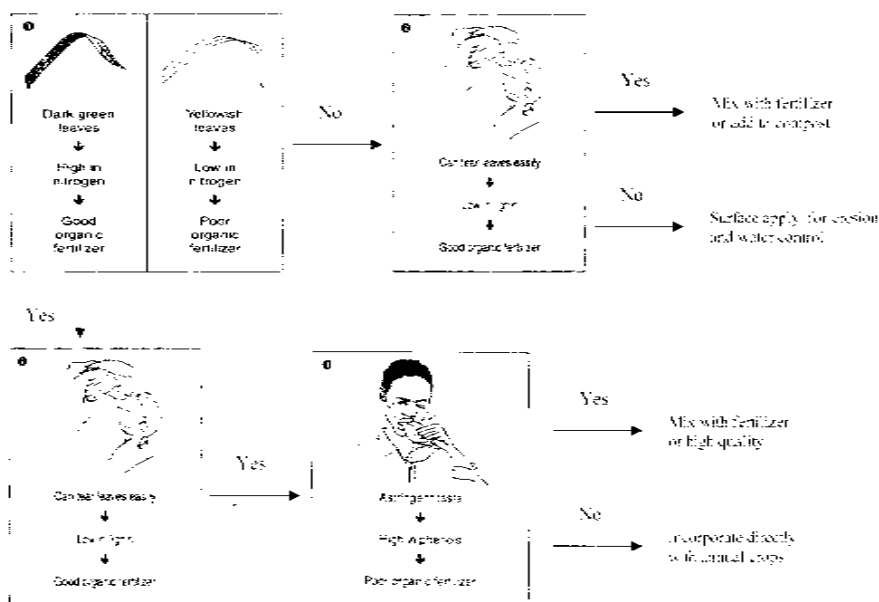 Dark green
leaves
High in
nitrogen
Good
organic
fertilizer
Yellowish
leaves
Low in
nitrogen
Poor
organic
fertilizer
No
Can tear leaves easily
Low lignin
Good organic fertilizer
Yes
Mix with fertilizer
or add to compost
No
Surface apply for erosion
and water control
Yes
Can tear leaves easily
Low lignin
Good organic fertilizer
Yes
Astringent taste
High in phenols
Poor organic fertilizer
Yes
Mix with fertilizer
or high quality
No
Incorporate directly
with annual crops